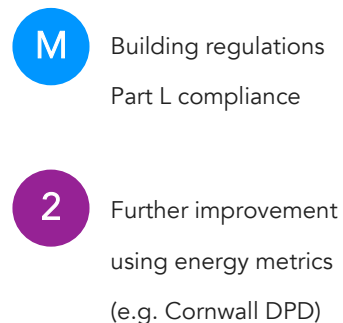 M
Building regulations
Part L compliance
2
Further improvement
using energy metrics
(e.g. Cornwall DPD)